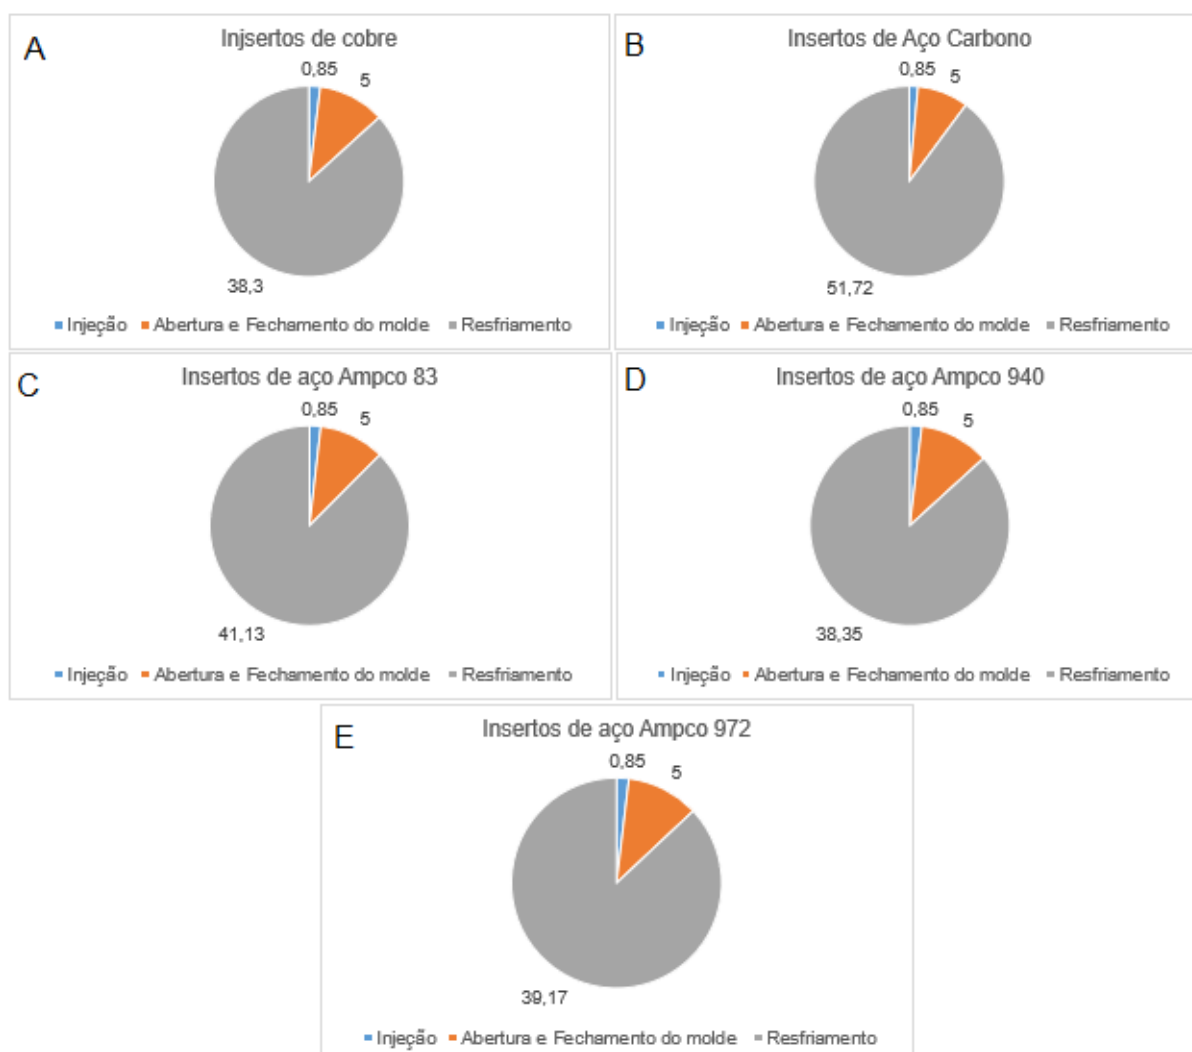 A
Injsertos de cobre
0,85
5
38,3
Injeção Abertura e Fechamento do molde Resfriamento
B
Insertos de Aço Carbono
0,85
5
51,72
Injeção Abertura e Fechamento do molde Resfriamento
C
Insertos de aço Ampco 83
0,85
5
41,13
Injeção Abertura e Fechamento do molde Resfriamento
D
Insertos de aço Ampco 940
0,85
5
38,35
Injeção Abertura e Fechamento do molde Resfriamento
E
Insertos de aço Ampco 972
0,85
5
39,17
Injeção Abertura e Fechamento do molde Resfriamento